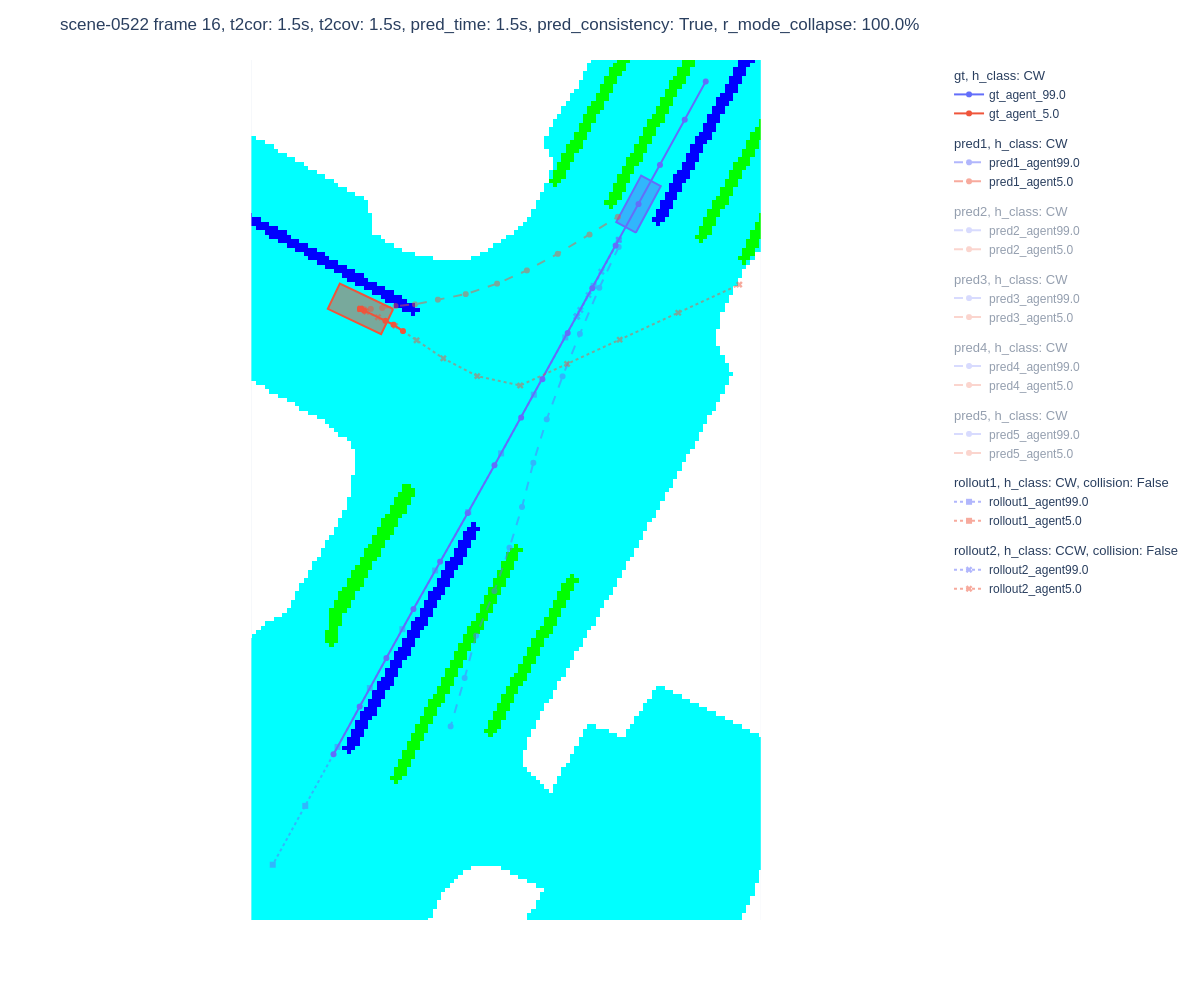 scene-0522 frame 16, t2cor: 1.5s, t2cov: 1.5s, pred_time: 1.5s, pred_consistency: True, r_mode_collapse: 100.0%
gt, h_class: CW
gt_agent_99.0
gt_agent_5.0
pred1, h_class: CW
pred1_agent99.0
pred1_agent5.0
pred2, h_class: CW
pred2_agent99.0
pred2_agent5.0
pred3, h_class: CW
pred3_agent99.0
pred3_agent5.0
pred4, h_class: CW
pred4_agent99.0
pred4_agent5.0
pred5, h_class: CW
pred5_agent99.0
pred5_agent5.0
rollout1, h_class: CW, collision: False
rollout1_agent99.0
rollout1_agent5.0
rollout2, h_class: CCW, collision: False
rollout2_agent99.0
rollout2_agent5.0